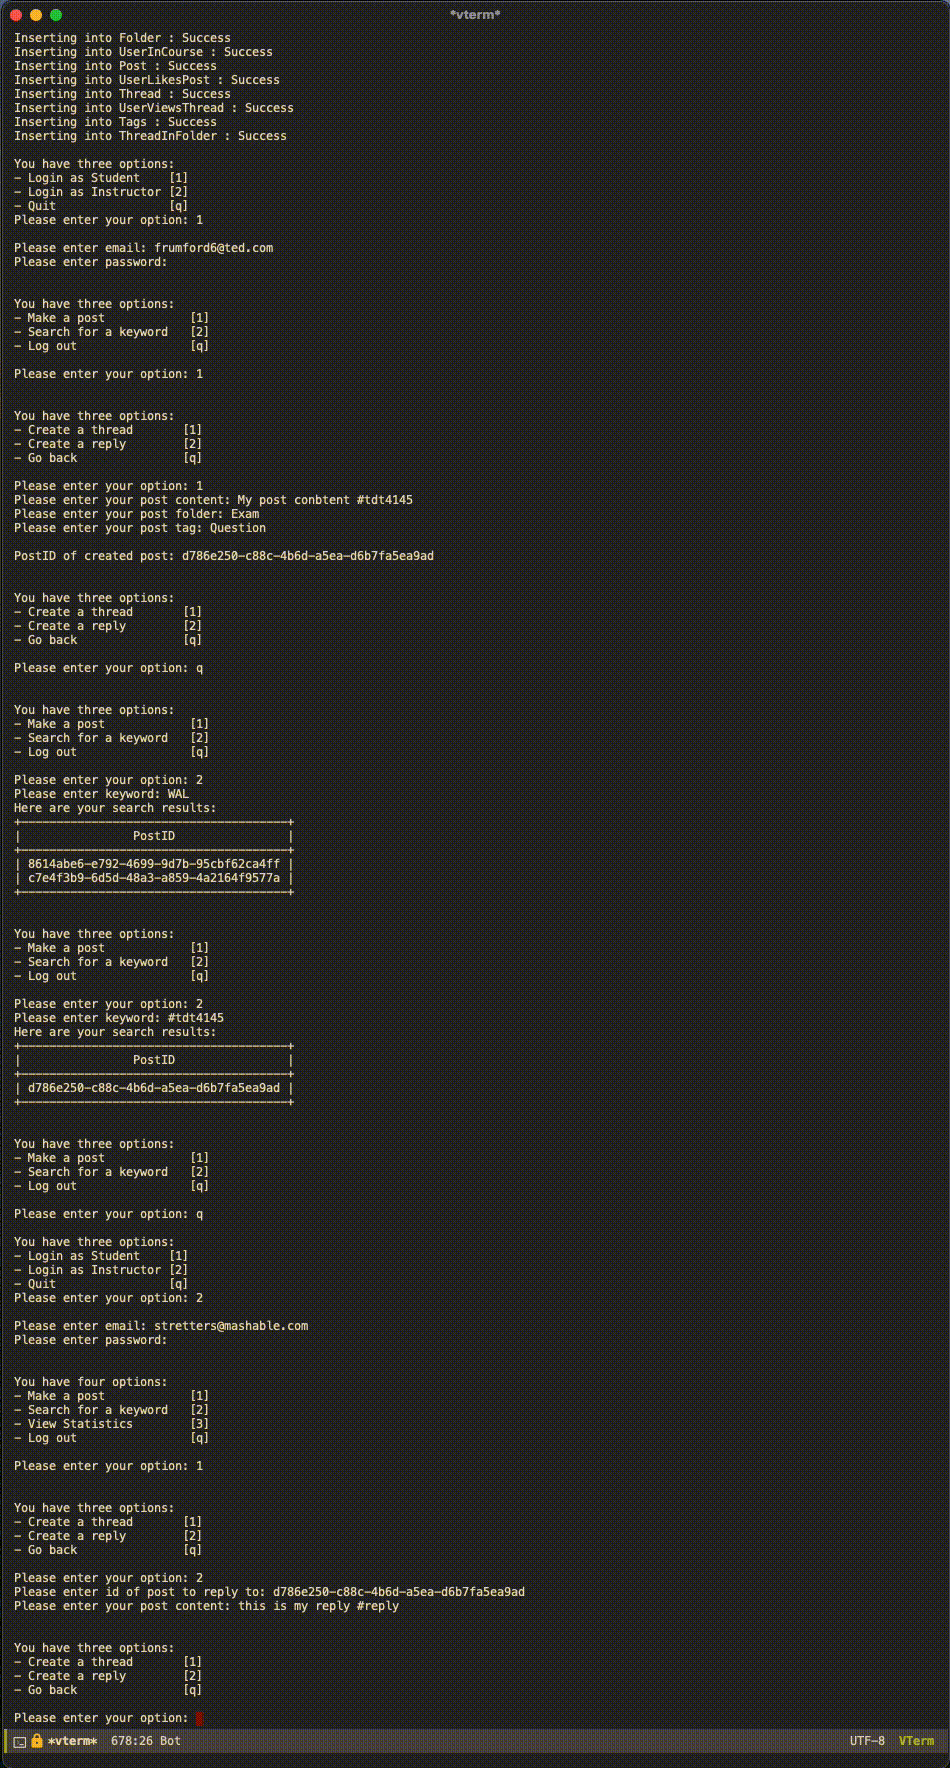 *vterm*
Inserting into Folder : Success
Inserting into UserInCourse : Success
Inserting into Post : Success
Inserting into UserLikesPost : Success
Inserting into Thread : Success
Inserting into UserViewsThread : Success
Inserting into Tags : Success
Inserting into ThreadInFolder : Success
You have three options:
- Login as Student    [1]
- Login as Instructor [2]
- Quit                [q]
Please enter your option: 1
Please enter email: frumford6@ted.com
Please enter password:
You have three options:
- Make a post            [1]
- Search for a keyword   [2]
- Log out                [q]
Please enter your option: 1
You have three options:
- Create a thread       [1]
- Create a reply        [2]
- Go back               [q]
Please enter your option: 1
Please enter your post content: My post conbtent #tdt4145
Please enter your post folder: Exam
Please enter your post tag: Question
PostID of created post: d786e250-c88c-4b6d-a5ea-d6b7fa5ea9ad
You have three options:
- Create a thread       [1]
- Create a reply        [2]
- Go back               [q]
Please enter your option: q
You have three options:
- Make a post            [1]
- Search for a keyword   [2]
- Log out                [q]
Please enter your option: 2
Please enter keyword: WAL
Here are your search results:
+--------------------------------------+
|                PostID                |
+--------------------------------------+
| 8614abe6-e792-4699-9d7b-95cbf62ca4ff |
| c7e4f3b9-6d5d-48a3-a859-4a2164f9577a |
+--------------------------------------+
You have three options:
- Make a post            [1]
- Search for a keyword   [2]
- Log out                [q]
Please enter your option: 2
Please enter keyword: #tdt4145
Here are your search results:
+--------------------------------------+
|                PostID                |
+--------------------------------------+
| d786e250-c88c-4b6d-a5ea-d6b7fa5ea9ad |
+--------------------------------------+
You have three options:
- Make a post            [1]
- Search for a keyword   [2]
- Log out                [q]
Please enter your option: q
You have three options:
- Login as Student    [1]
- Login as Instructor [2]
- Quit                [q]
Please enter your option: 2
Please enter email: stretters@mashable.com
Please enter password:
You have four options:
- Make a post            [1]
- Search for a keyword   [2]
- View Statistics        [3]
- Log out                [q]
Please enter your option: 1
You have three options:
- Create a thread       [1]
- Create a reply        [2]
- Go back               [q]
Please enter your option: 2
Please enter id of post to reply to: d786e250-c88c-4b6d-a5ea-d6b7fa5ea9ad
Please enter your post content: this is my reply #reply
You have three options:
- Create a thread       [1]
- Create a reply        [2]
- Go back               [q]
Please enter your option:
*vterm*  678:26 Bot  UTF-8  VTerm